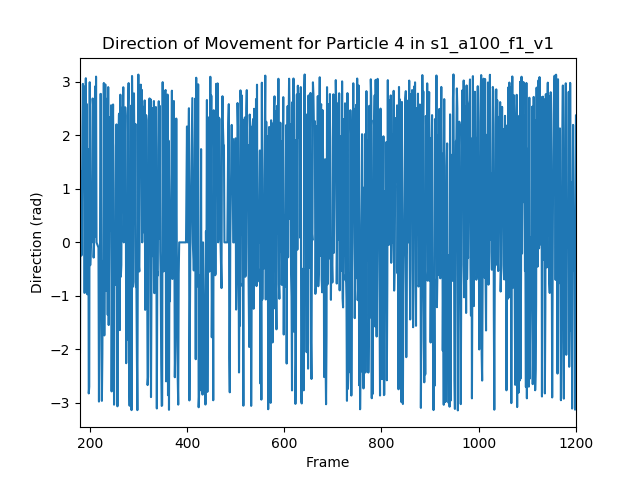 Direction of Movement for Particle 4 in s1_a100_f1_v1
3
2
1
0
−1
−2
−3
Direction (rad)
200 400 600 800 1000 1200
Frame